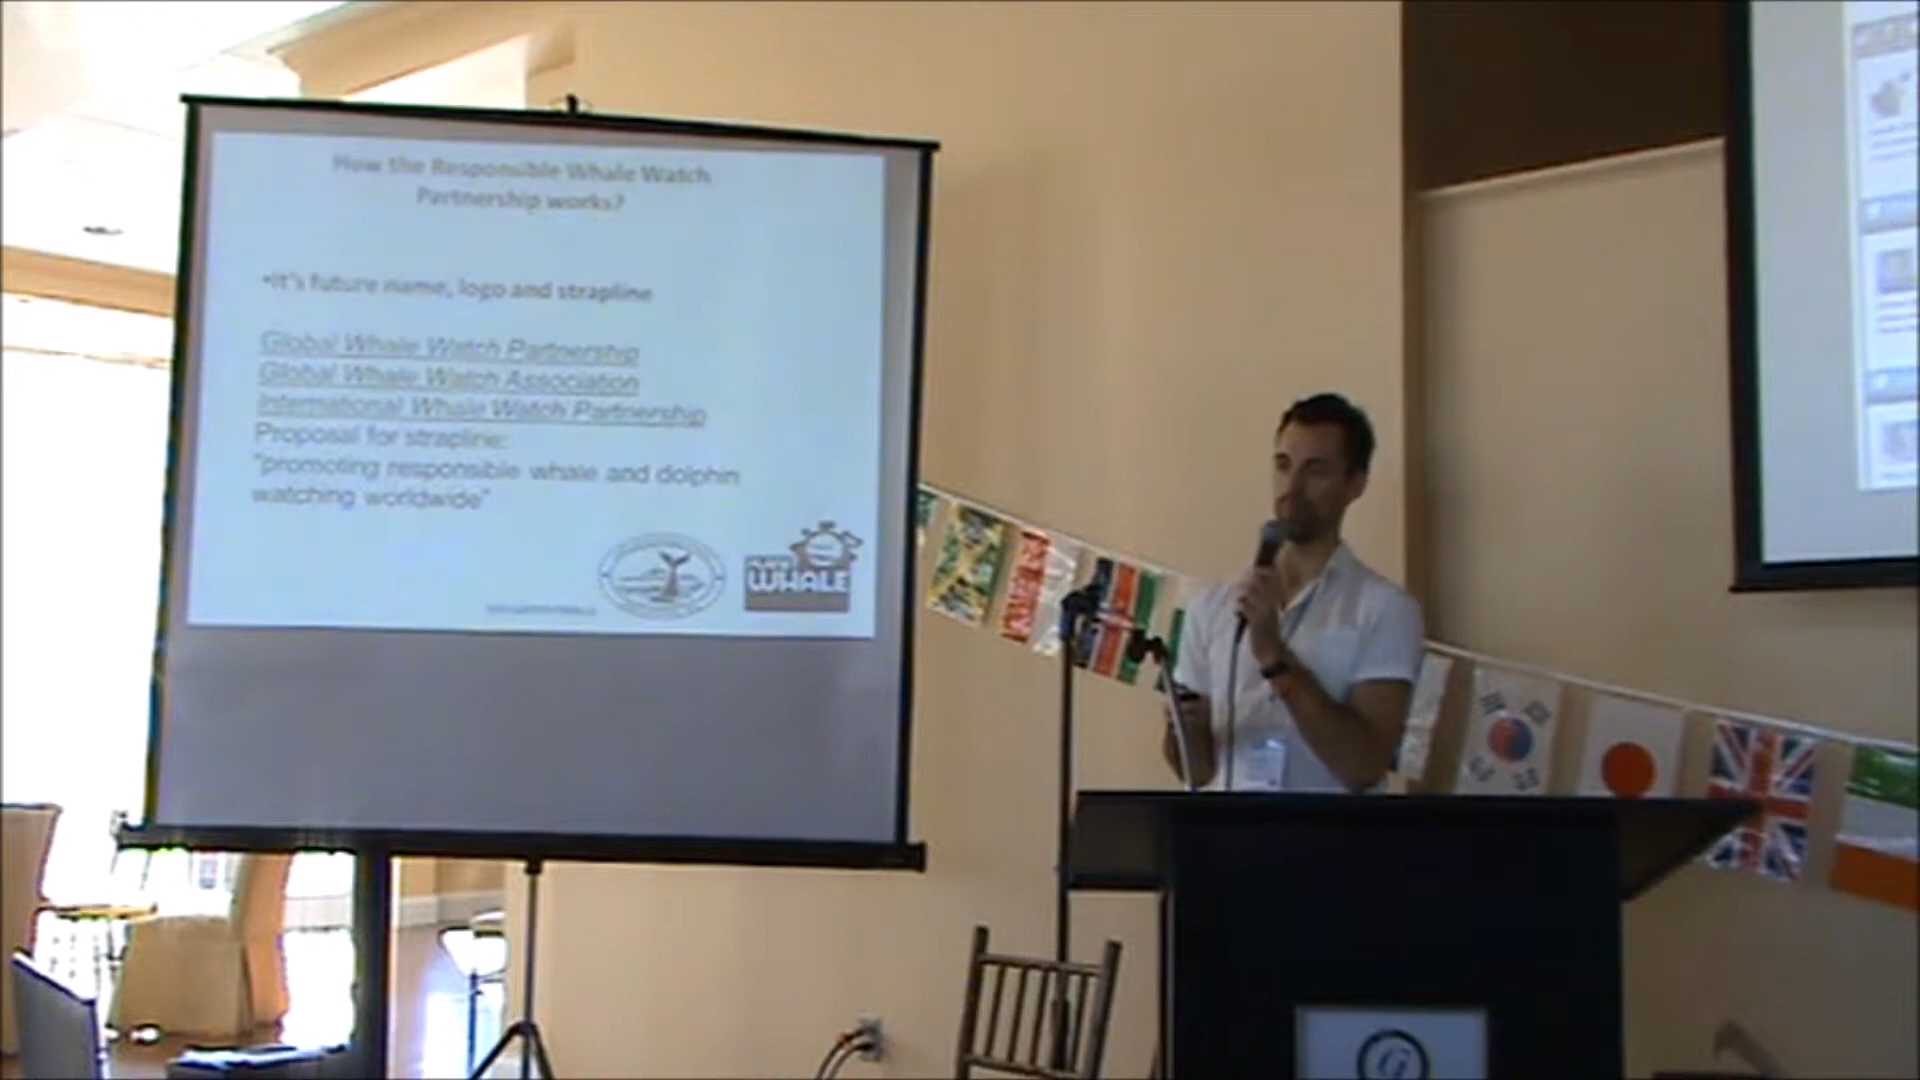 How the Responsible Whale Watch
Partnership works?
•It's future name, logo and strapline
Global Whale Watch Partnership
Global Whale Watch Association
International Whale Watch Partnership
Proposal for strapline:
"promoting responsible whale and dolphin
watching worldwide"
WHALE
G